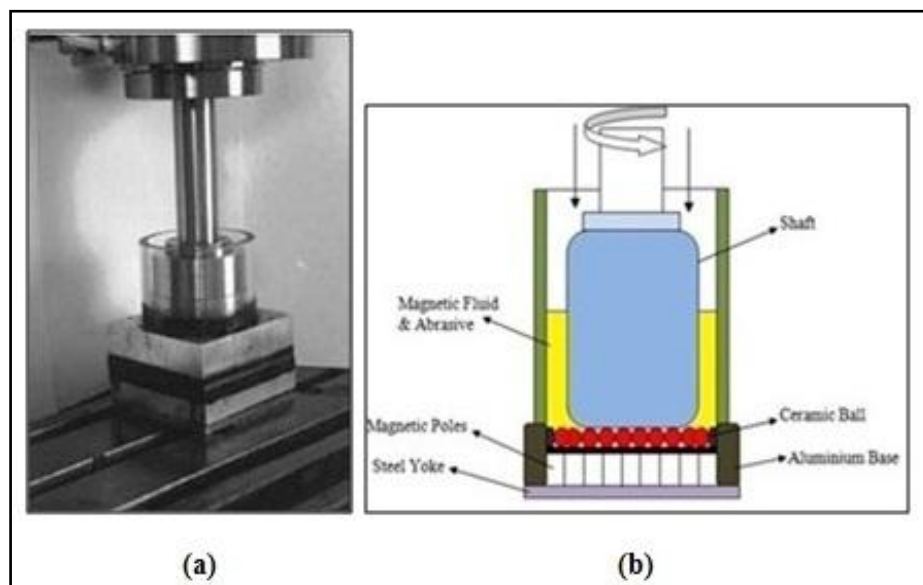 Shaft
Magnetic Fluid
& Abrasive
Magnetic Poles
Ceramic Ball
Steel Yoke
Aluminium Base
(a)
(b)